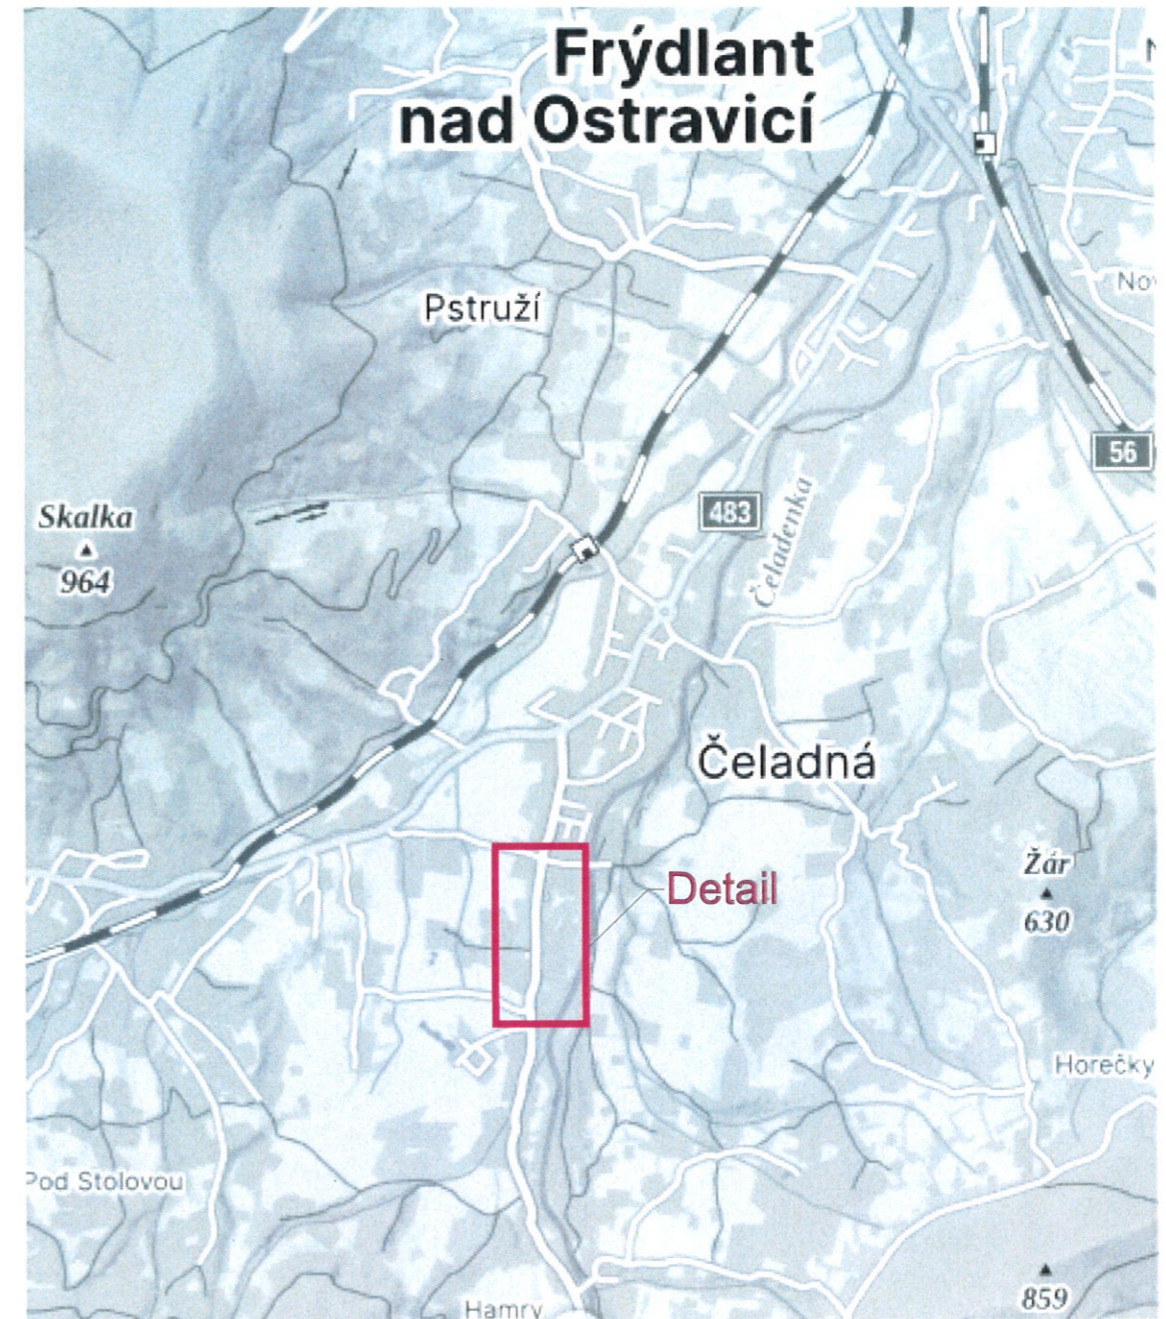 Frýdlant
nad Ostravicí
Pstruží
56
Skalka
964
483
Čeladenka
Čeladná
Žár
630
Detail
Horečky
Pod Stolovou
859
Hamry